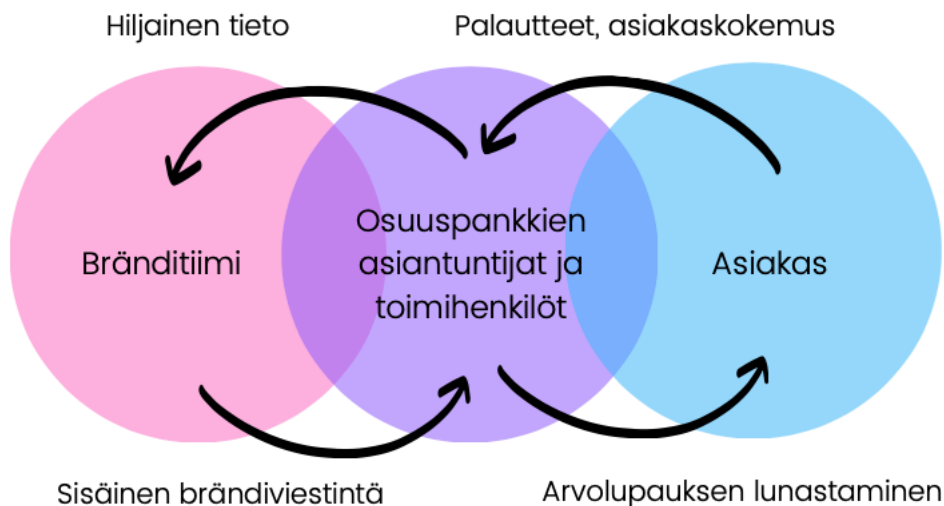 Hiljainen tieto
Palautteet, asiakaskokemus
Bränditiimi
Osuuspankkien
asiantuntijat ja
toimihenkilöt
Asiakas
Sisäinen brändiviestintä
Arvolupauksen lunastaminen